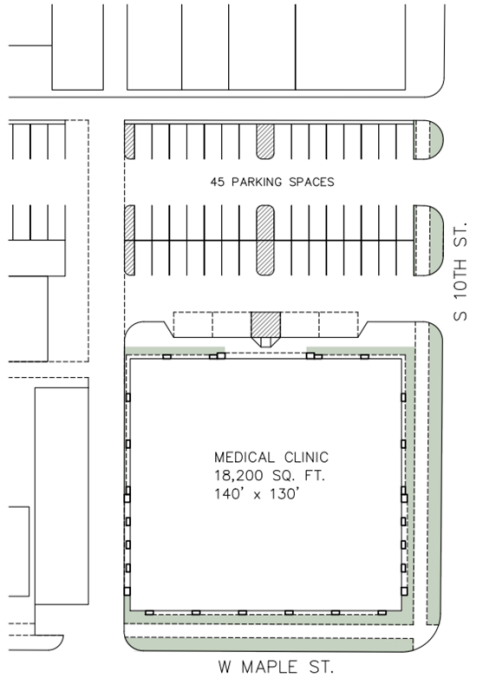 45 PARKING SPACES
S 10TH ST.
MEDICAL CLINIC
18,200 SQ. FT.
140' x 130'
W MAPLE ST.